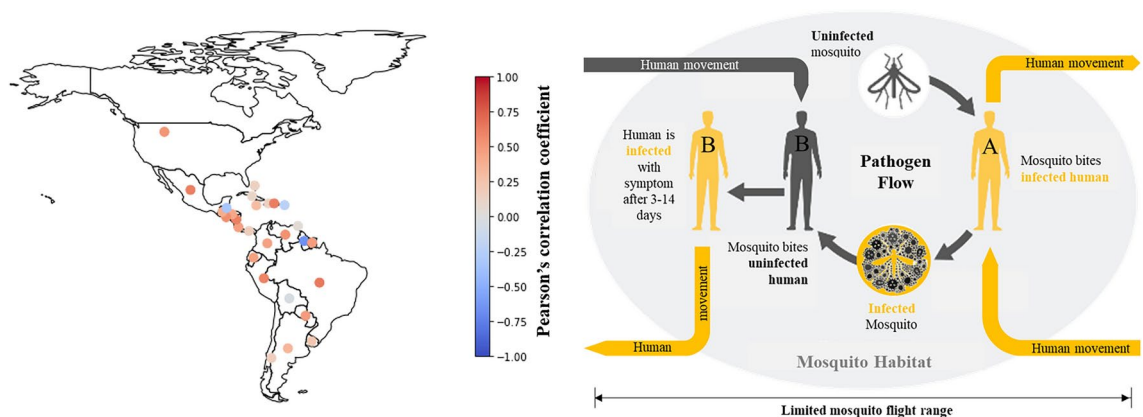 1.00
0.75
0.50
0.25
0.00
−0.25
−0.50
−0.75
−1.00
Pearson's correlation coefficient
Human movement
Uninfected
mosquito
Human movement
Human is
infected
with
symptom
after 3-14
days
B
B
Pathogen
Flow
A
Mosquito bites
infected human
Mosquito bites
uninfected
human
Infected
Mosquito
movement
Human
Human movement
Mosquito Habitat
Limited mosquito flight range